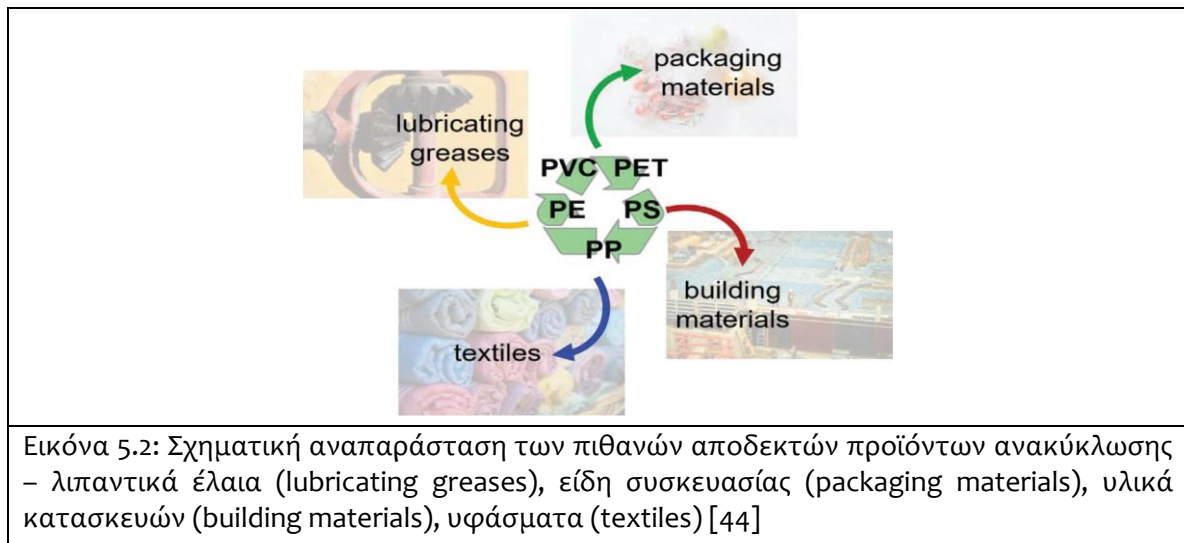 packaging
materials
lubricating
greases
PVC PET
PE PS
PP
building
materials
textiles
Εικόνα 5.2: Σχηματική αναπαράσταση των πιθανών αποδεκτών προϊόντων ανακύκλωσης
– λιπαντικά έλαια (lubricating greases), είδη συσκευασίας (packaging materials), υλικά
κατασκευών (building materials), υφάσματα (textiles) [44]